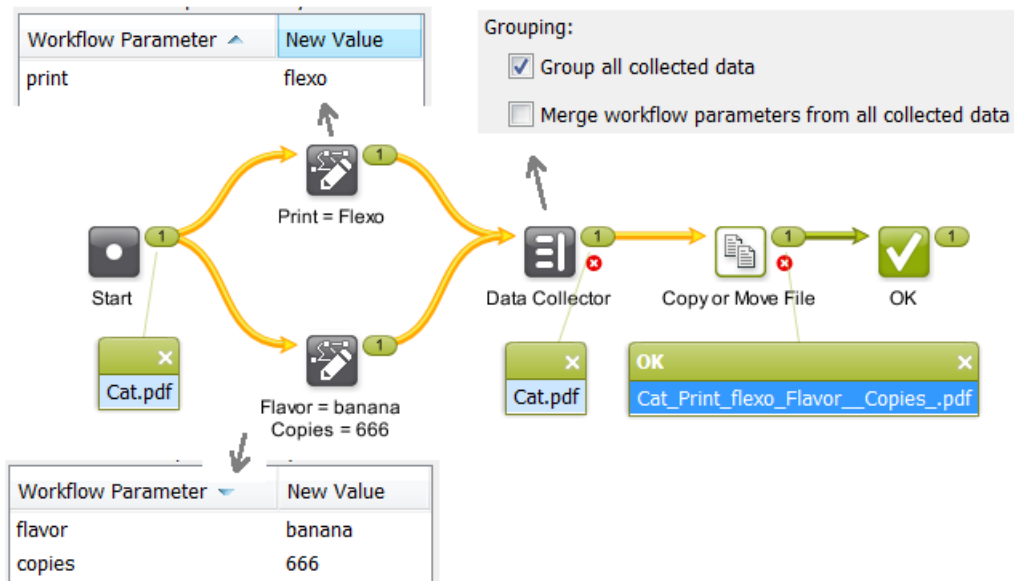 Workflow Parameter New Value
print flexo
Grouping:
Group all collected data
Merge workflow parameters from all collected data
1
Print = Flexo
1
Start
1
Data Collector
1
Copy or Move File
1
OK
Cat.pdf
1
Flavor = banana
Copies = 666
Cat.pdf
OK
Cat_Print_flexo_Flavor__Copies_.pdf
Workflow Parameter New Value
flavor banana
copies 666